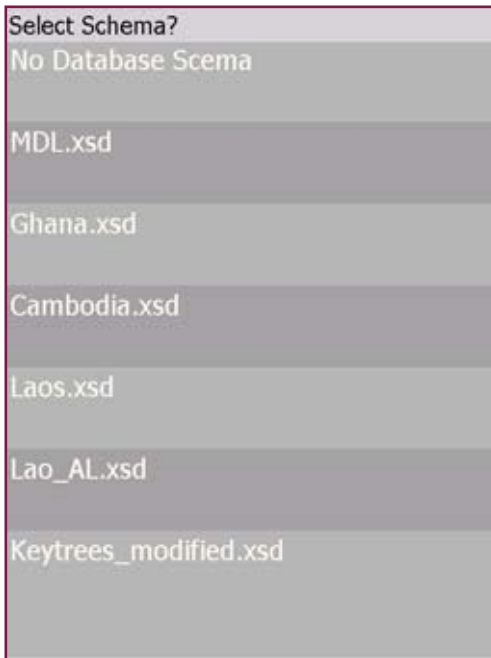 Select Schema?
No Database Scema
MDL.xsd
Ghana.xsd
Cambodia.xsd
Laos.xsd
Lao_AL.xsd
Keytrees_modified.xsd